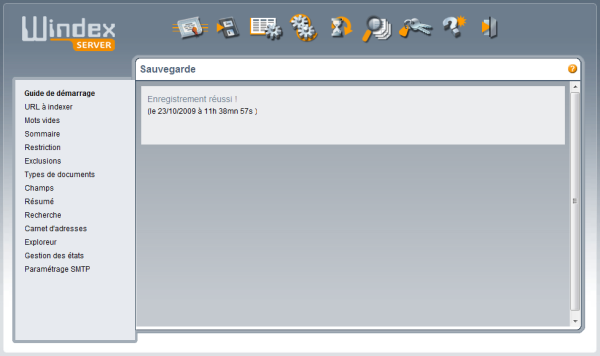 Windex
SERVER
Sauvegarde
Enregistrement réussi !
(le 23/10/2009 à 11h 38mn 57s )
Guide de démarrage
URL à indexer
Mots vides
Sommaire
Restriction
Exclusions
Types de documents
Champs
Résumé
Recherche
Carnet d'adresses
Exploreur
Gestion des états
Paramétrage SMTP